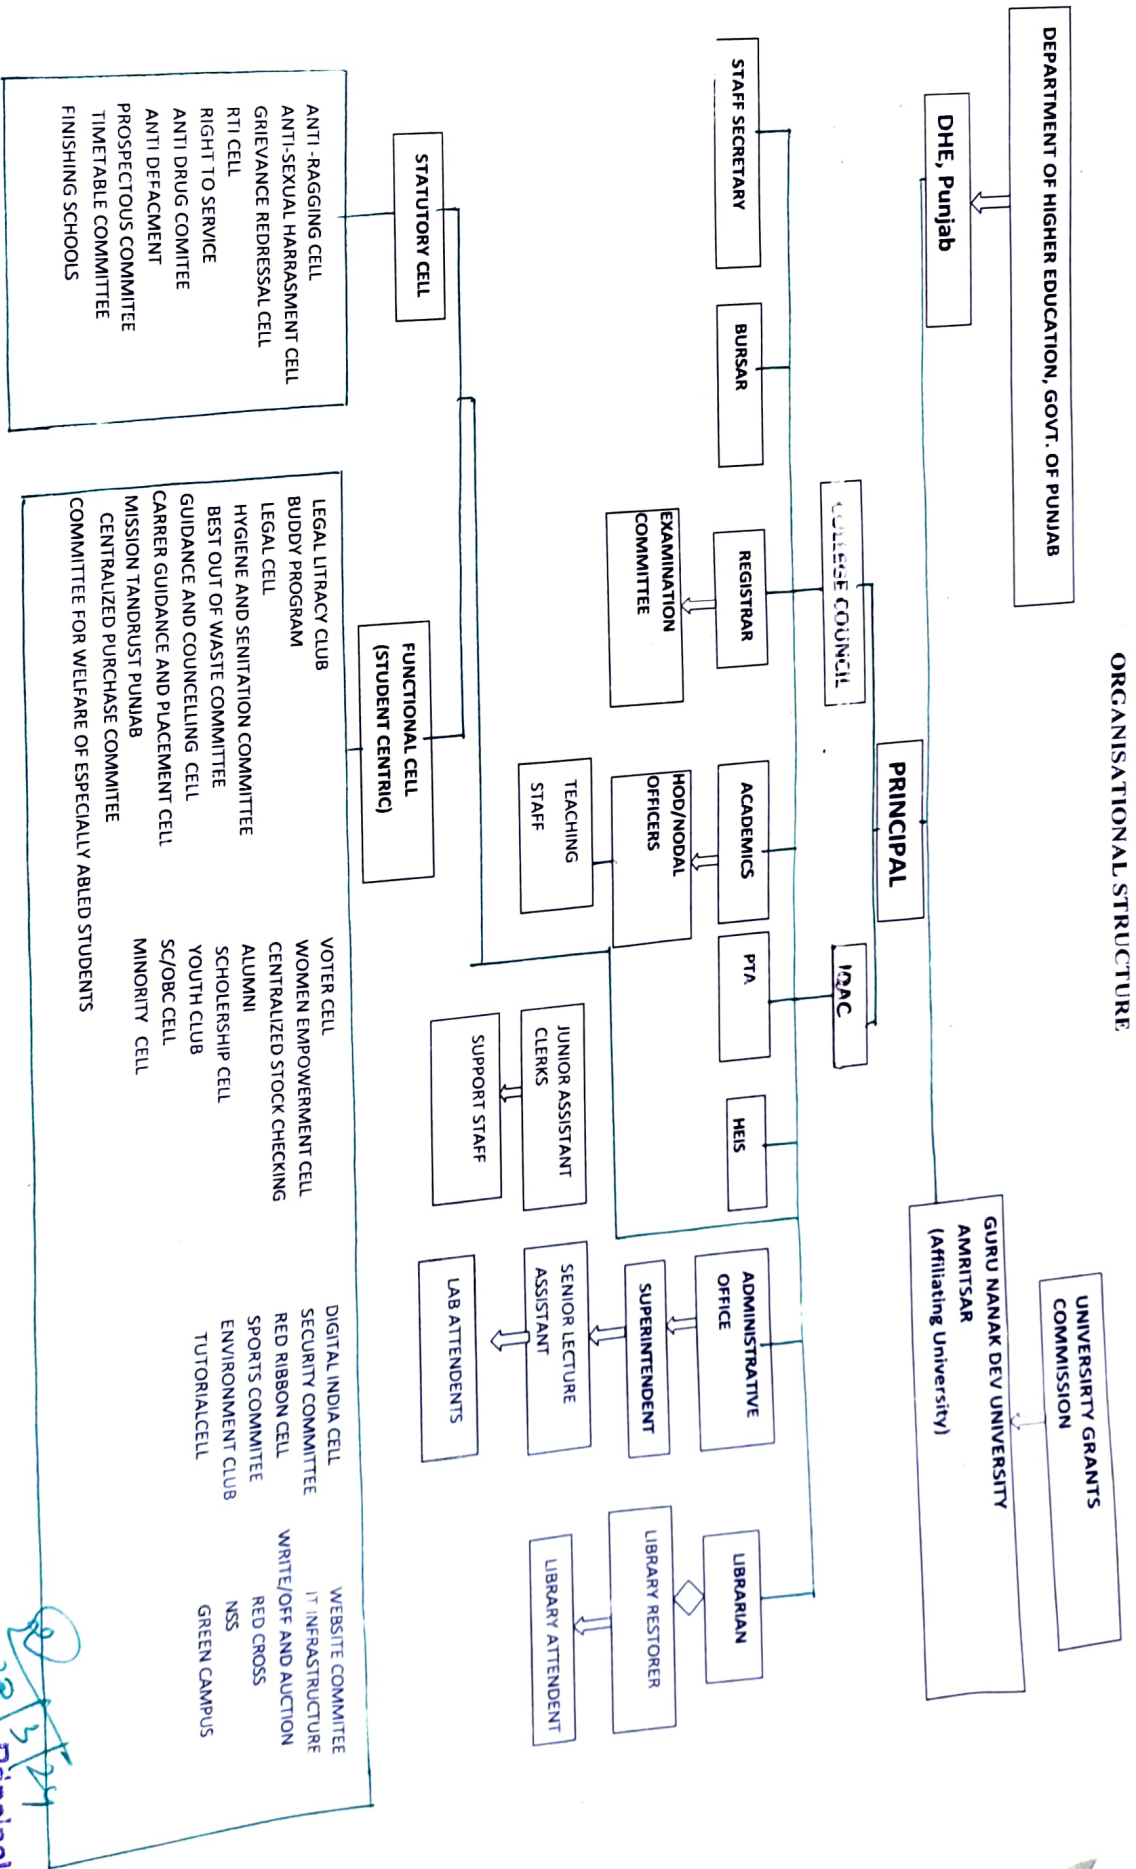 ORGANISATIONAL STRUCTURE
DEPARTMENT OF HIGHER EDUCATION, GOVT. OF PUNJAB
UNIVERSIRTY GRANTS
COMMISSION
DHE, Punjab
PRINCIPAL
GURU NANAK DEV UNIVERSITY
AMRITSAR
(Affiliating University)
COLLEGE COUNCIL
IQAC
STAFF SECRETARY
BURSAR
REGISTRAR
ACADEMICS
PTA
HEIS
ADMINISTRATIVE
OFFICE
LIBRARIAN
EXAMINATION
COMMITTEE
HOD/NODAL
OFFICERS
SUPERINTENDENT
LIBRARY RESTORER
TEACHING
STAFF
JUNIOR ASSISTANT
CLERKS
SENIOR LECTURE
ASSISTANT
LIBRARY ATTENDENT
SUPPORT STAFF
LAB ATTENDENTS
STATUTORY CELL
FUNCTIONAL CELL
(STUDENT CENTRIC)
ANTI -RAGGING CELL
ANTI-SEXUAL HARRASMENT CELL
GRIEVANCE REDRESSAL CELL
RTI CELL
RIGHT TO SERVICE
ANTI DRUG COMITEE
ANTI DEFACMENT
PROSPECTOUS COMMITEE
TIMETABLE COMMITTEE
FINISHING SCHOOLS
LEGAL LITRACY CLUB
BUDDY PROGRAM
LEGAL CELL
HYGIENE AND SENITATION COMMITTEE
BEST OUT OF WASTE COMMITTEE
GUIDANCE AND COUNCELLING CELL
CARRER GUIDANCE AND PLACEMENT CELL
MISSION TANDRUST PUNJAB
CENTRALIZED PURCHASE COMMITEE
COMMITTEE FOR WELFARE OF ESPECIALLY ABLED STUDENTS
VOTER CELL
WOMEN EMPOWERMENT CELL
CENTRALIZED STOCK CHECKING
ALUMNI
SCHOLERSHIP CELL
YOUTH CLUB
SC/OBC CELL
MINORITY CELL
DIGITAL INDIA CELL
SECURITY COMMITTEE
RED RIBBON CELL
SPORTS COMMITEE
ENVIRONMENT CLUB
TUTORIALCELL
WEBSITE COMMITEE
IT INFRASTRUCTURE
WRITE/OFF AND AUCTION
RED CROSS
NSS
GREEN CAMPUS
Principal